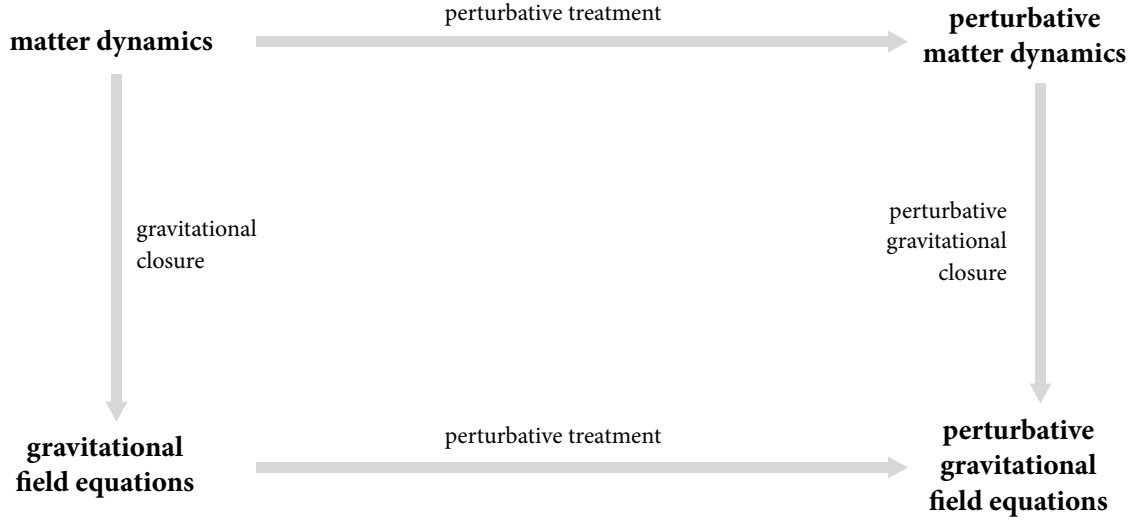 perturbative treatment
matter dynamics
perturbative
matter dynamics
gravitational
closure
perturbative
gravitational
closure
gravitational
field equations
perturbative treatment
perturbative
gravitational
field equations